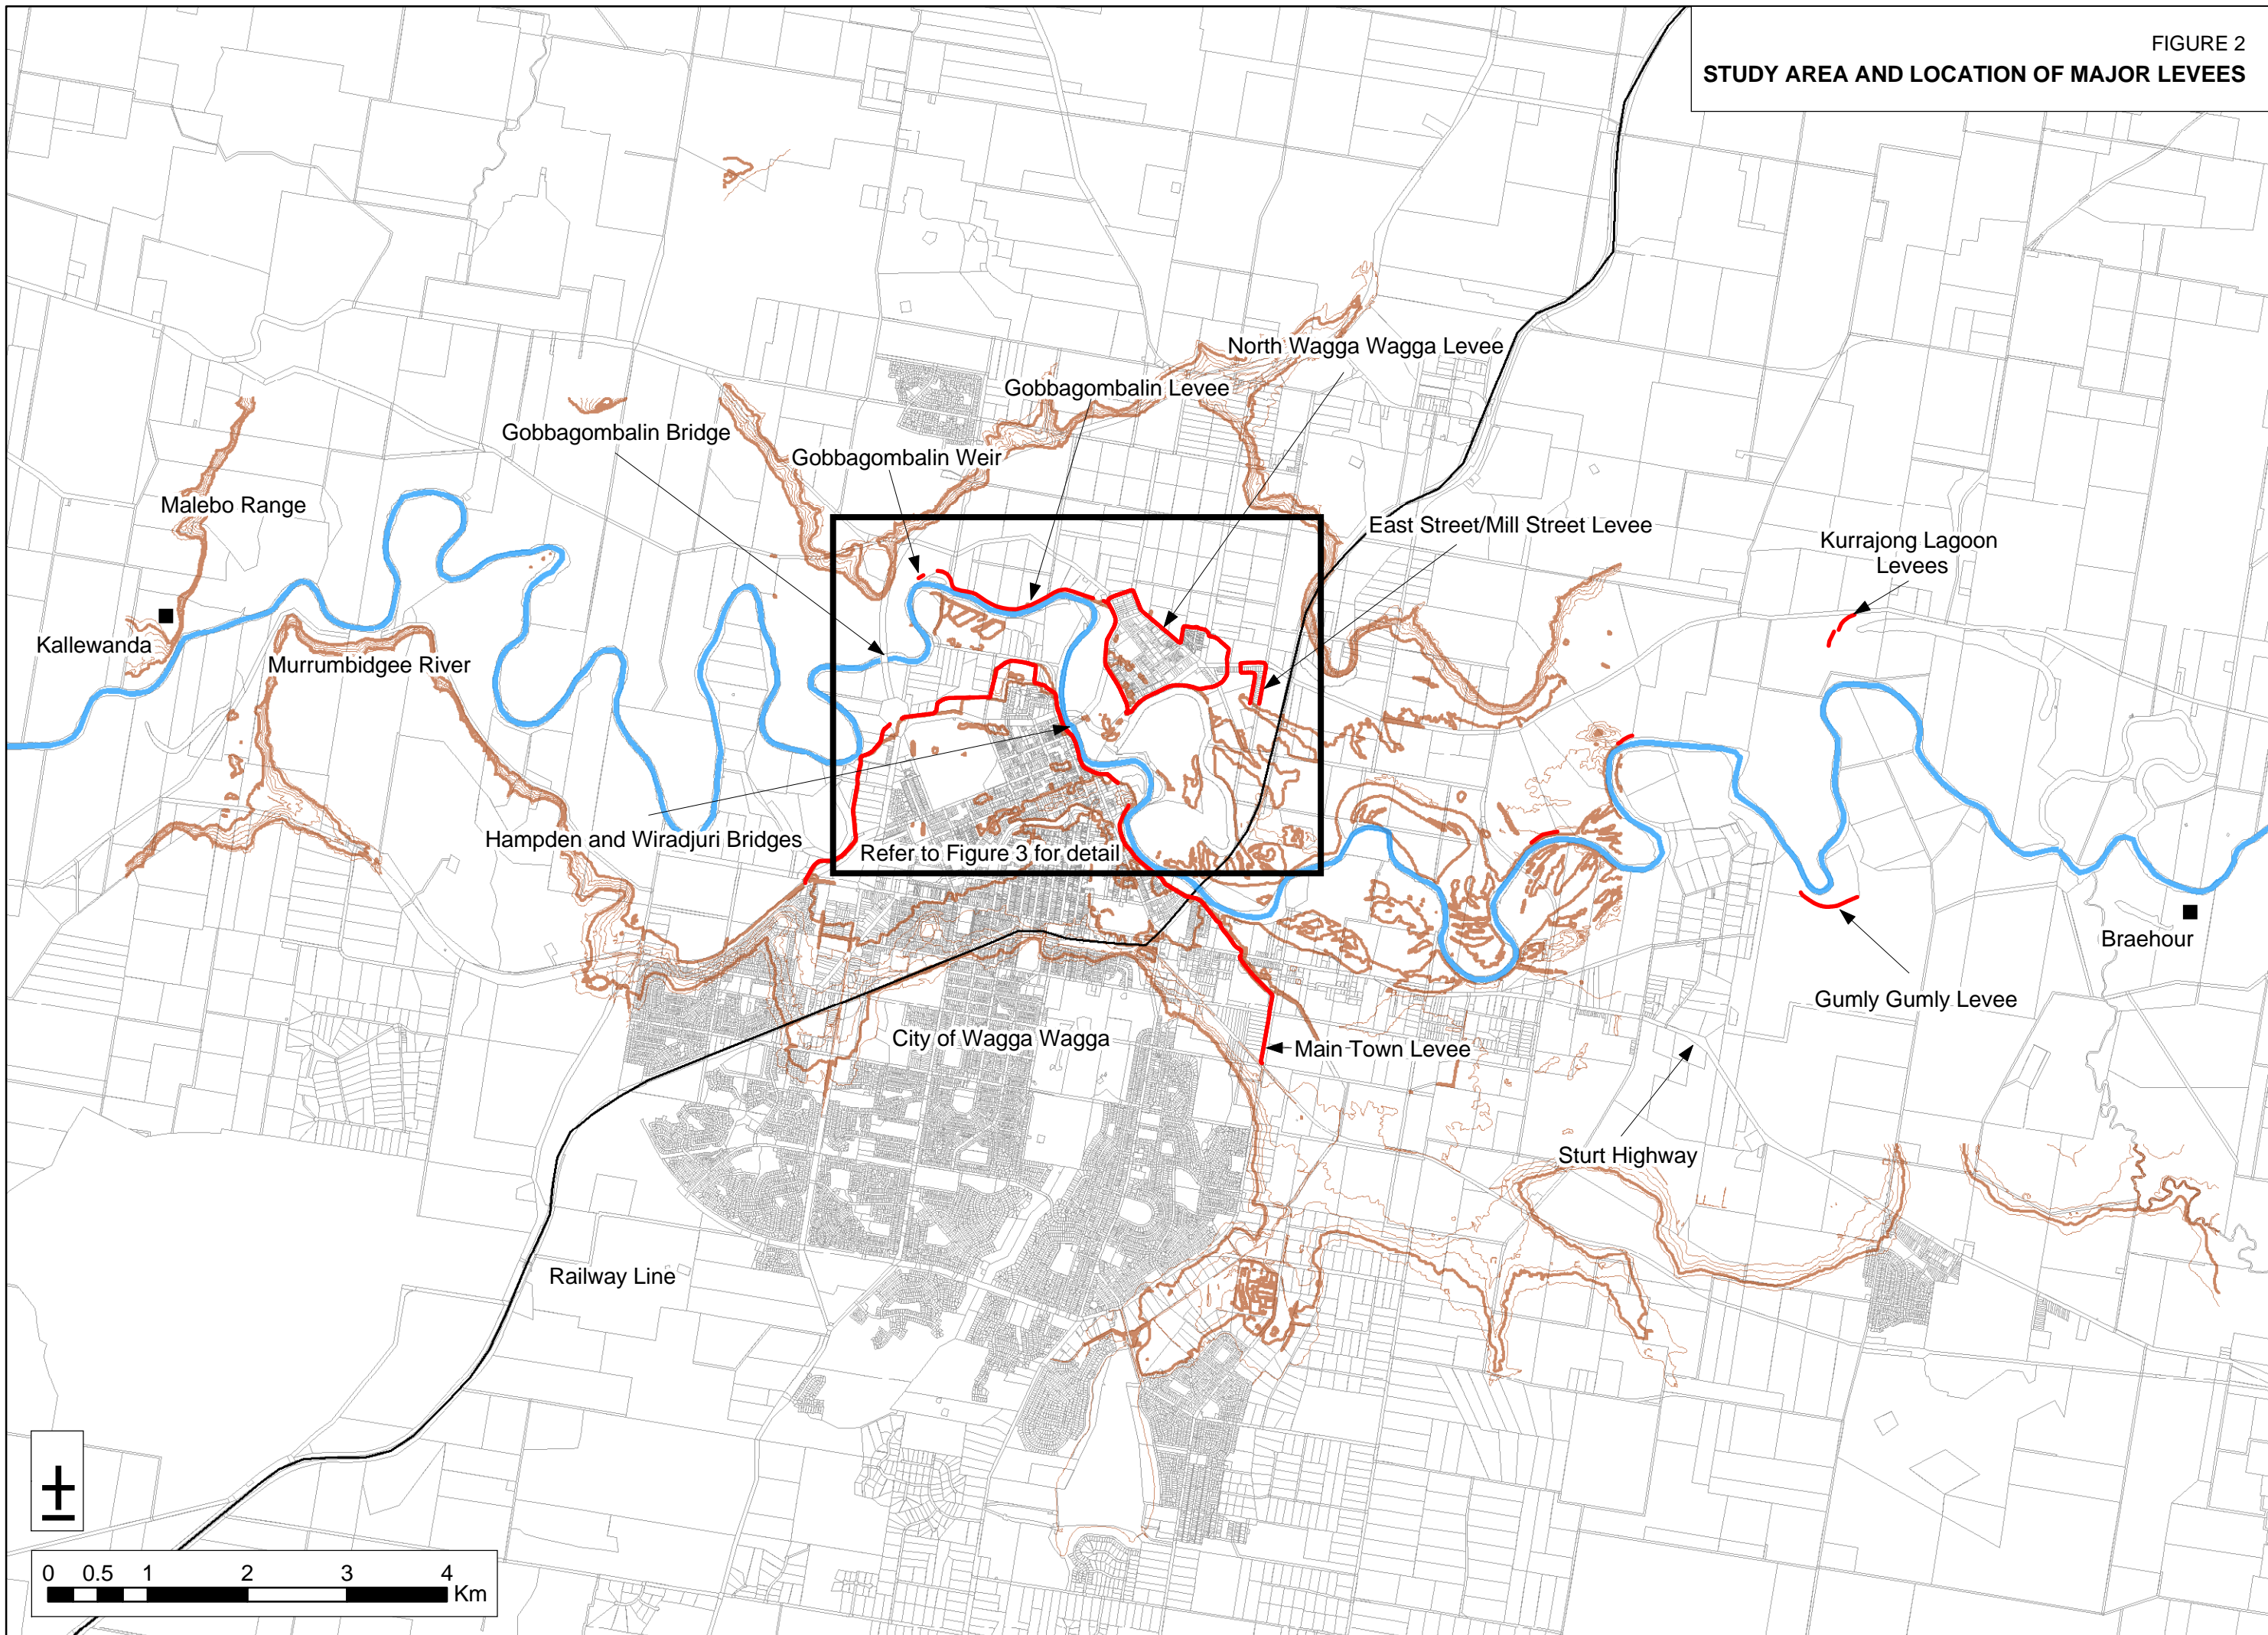 FIGURE 2
STUDY AREA AND LOCATION OF MAJOR LEVEES
North Wagga Wagga Levee
Gobbagombalin Levee
Gobbagombalin Bridge
Gobbagombalin Weir
Malebo Range
East Street/Mill Street Levee
Kurrajong Lagoon
Levees
Kallewanda
Murrumbidgee River
Hampden and Wiradjuri Bridges
Refer to Figure 3 for detail
Braehour
Gumly Gumly Levee
City of Wagga Wagga
Main Town Levee
Sturt Highway
Railway Line
0 0.5 1 2 3 4
Km